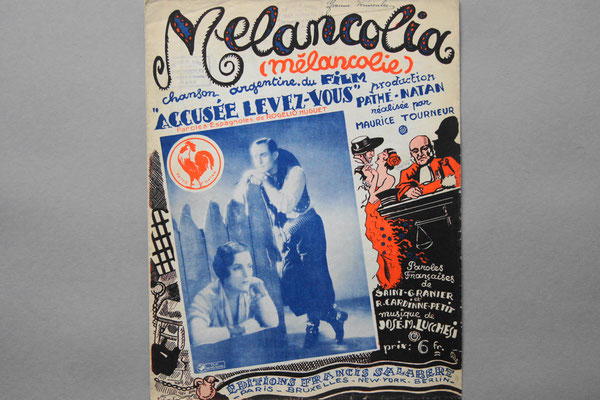 Melancolia
(mélancolie)
chanson argentine du FILM production
"ACCUSÉE LEVEZ-VOUS" PATHÉ-NATAN
réalisée par
MAURICE TOURNEUR
Paroles Espagnoles de ROGELIO HUGUET
Paroles
Françaises
de
SAINT-GRANIER
et
R. CARDINNE-PETIT
musique de
JOSÉ.M. LUCCHESI
prix: 6 fr.
ÉDITIONS FRANCIS SALABERT
PARIS - BRUXELLES - NEW-YORK - BERLIN -